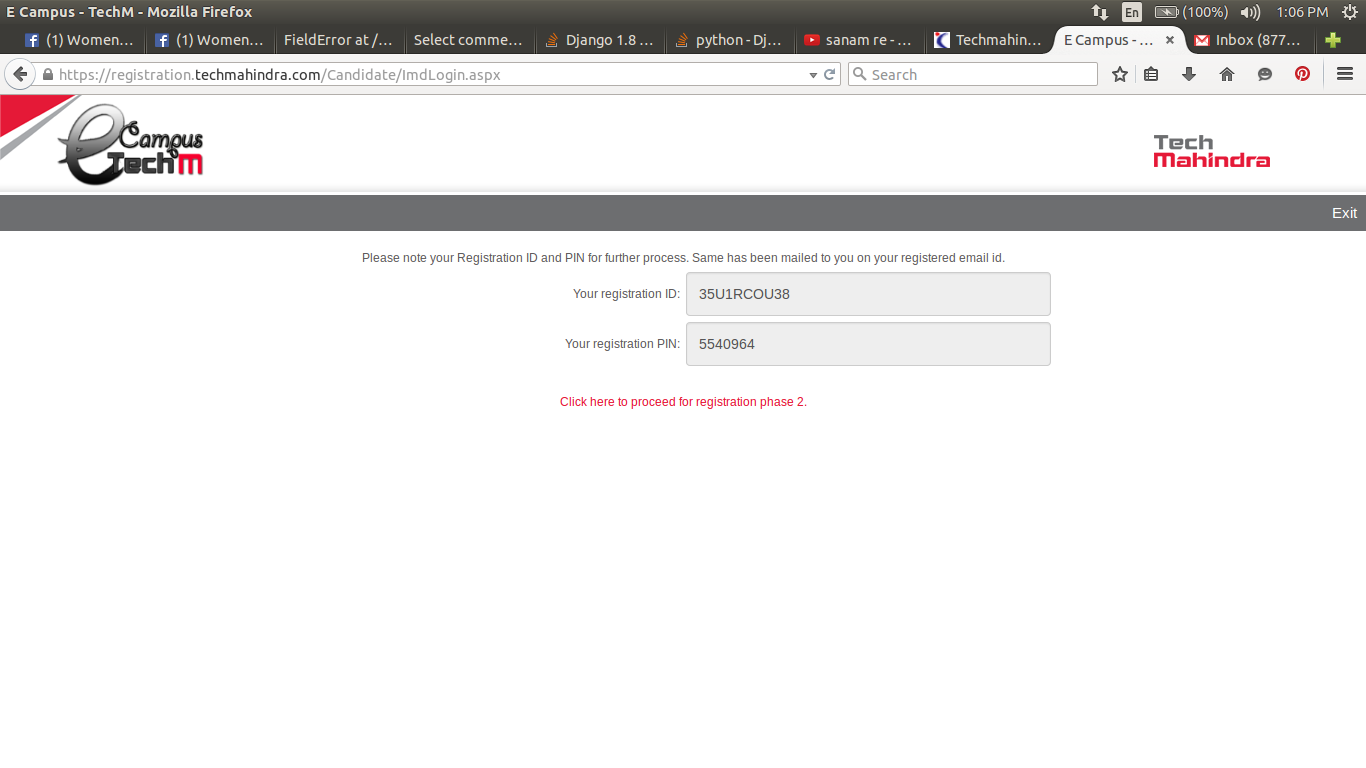 E Campus - TechM - Mozilla Firefox En (100%) 1:06 PM
(1) Women... (1) Women... FieldError at /... Select comme... Django 1.8 ... python - Dj... sanam re - ... Techmahin... E Campus - ... × Inbox (877...
https://registration.techmahindra.com/Candidate/ImdLogin.aspx Search
e Campus TechM
Tech
Mahindra
Exit
Please note your Registration ID and PIN for further process. Same has been mailed to you on your registered email id.
Your registration ID: 35U1RCOU38
Your registration PIN: 5540964
Click here to proceed for registration phase 2.